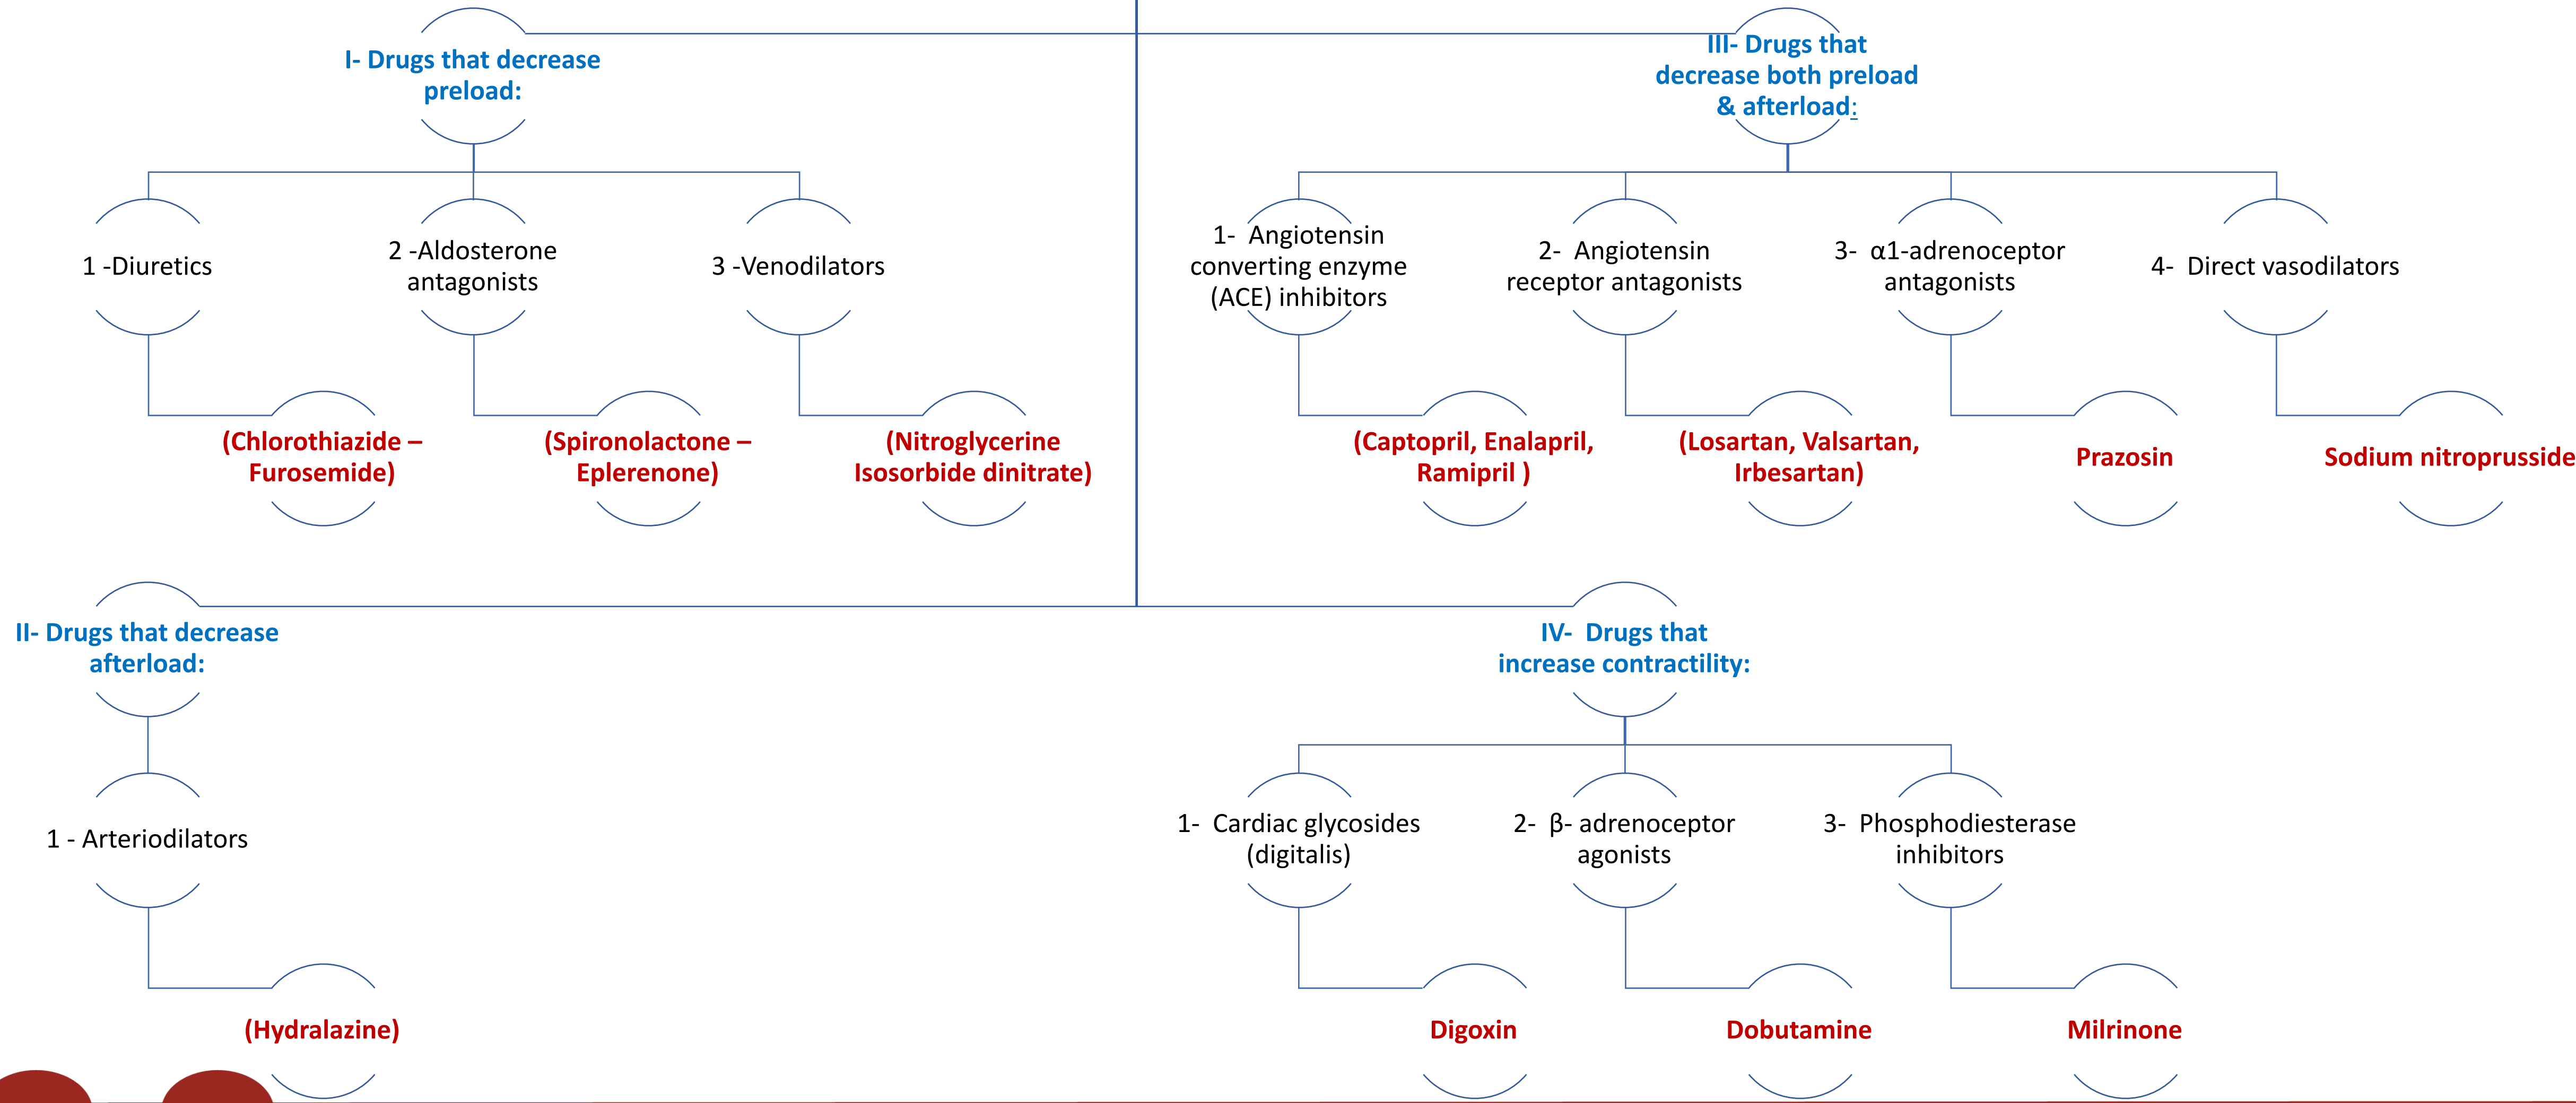 I- Drugs that decrease
preload:
1 -Diuretics
(Chlorothiazide –
Furosemide)
2 -Aldosterone
antagonists
(Spironolactone –
Eplerenone)
3 -Venodilators
(Nitroglycerine
Isosorbide dinitrate)
III- Drugs that
decrease both preload
& afterload:
1- Angiotensin
converting enzyme
(ACE) inhibitors
(Captopril, Enalapril,
Ramipril )
2- Angiotensin
receptor antagonists
(Losartan, Valsartan,
Irbesartan)
3- α1-adrenoceptor
antagonists
Prazosin
4- Direct vasodilators
Sodium nitroprusside
II- Drugs that decrease
afterload:
1 - Arteriodilators
(Hydralazine)
IV- Drugs that
increase contractility:
1- Cardiac glycosides
(digitalis)
Digoxin
2- β- adrenoceptor
agonists
Dobutamine
3- Phosphodiesterase
inhibitors
Milrinone